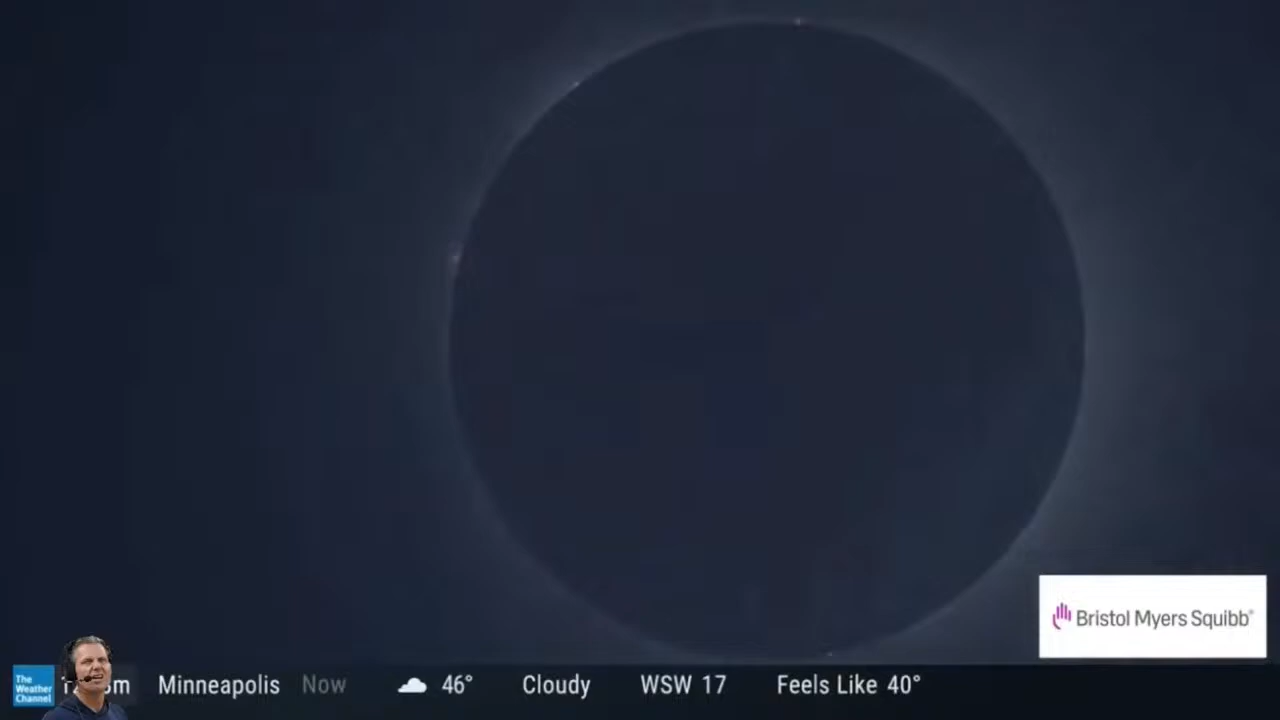 Bristol Myers Squibb®
The
Weather
Channel
Minneapolis Now 46° Cloudy WSW 17 Feels Like 40°